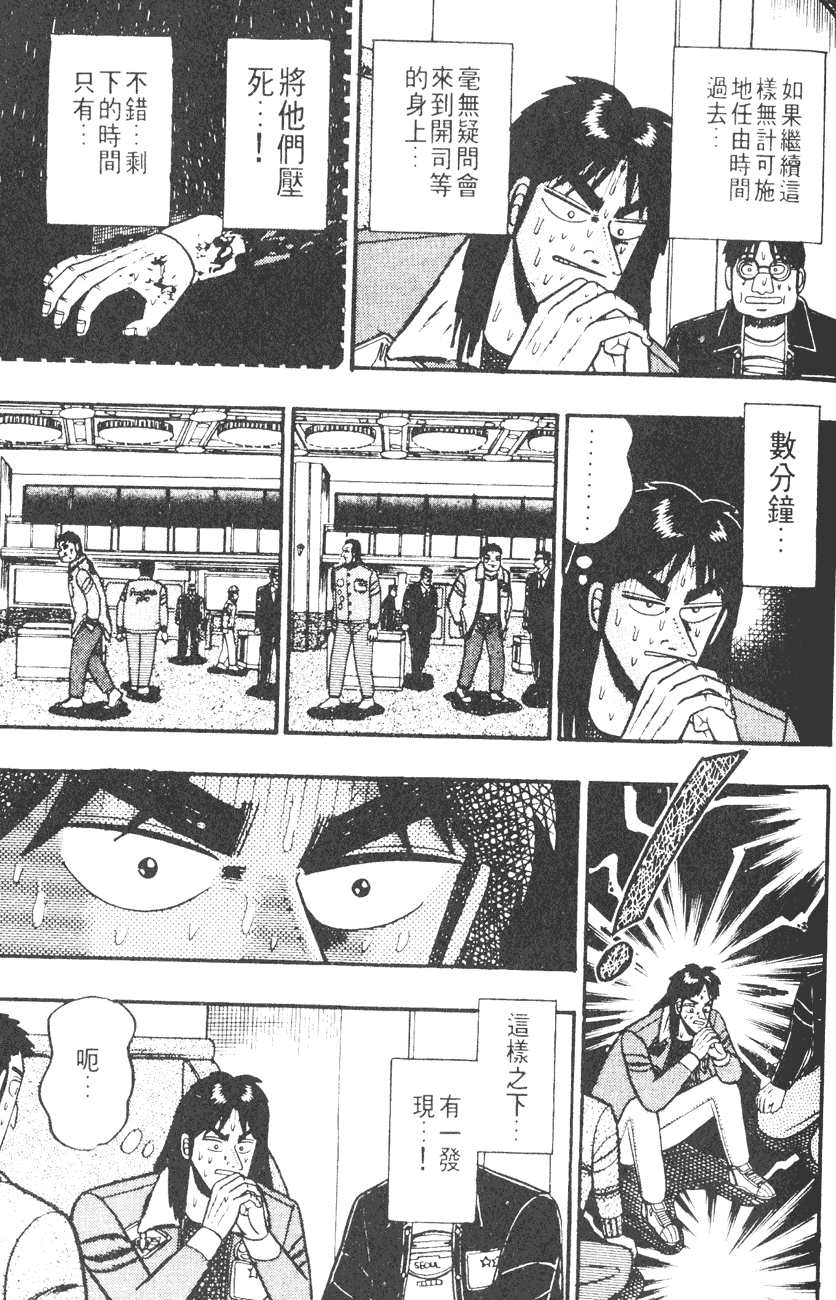 如果繼續這
樣無計可施
地任由時間
過去…
毫無疑問會
來到開司等
的身上…
將他們壓
死…！
不錯…剩
下的時間
只有…
數分鐘…
………
這樣之下…
有一發
現…！
呃…
SEOUL